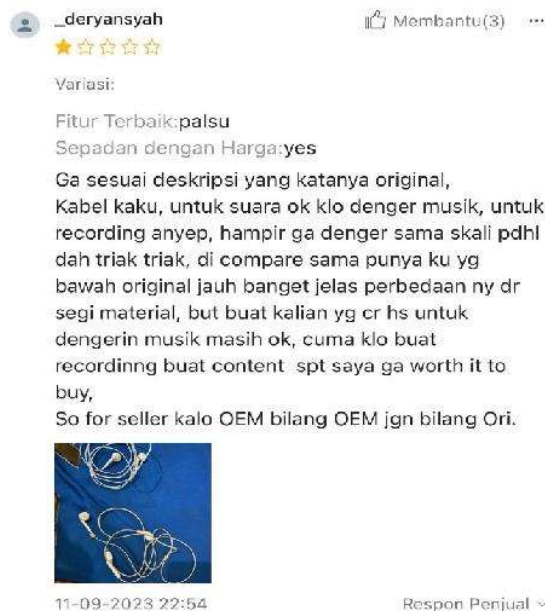 _deryansyah
Membantu(3)
Variasi:
Fitur Terbaik:palsu
Sepadan dengan Harga:yes
Ga sesuai deskripsi yang katanya original,
Kabel kaku, untuk suara ok klo denger musik, untuk
recording anyep, hampir ga denger sama skali pdhl
dah triak triak, di compare sama punya ku yg
bawah original jauh banget jelas perbedaan ny dr
segi material, but buat kalian yg cr hs untuk
dengerin musik masih ok, cuma klo buat
recordinng buat content spt saya ga worth it to
buy,
So for seller kalo OEM bilang OEM jgn bilang Ori.
11-09-2023 22:54
Respon Penjual